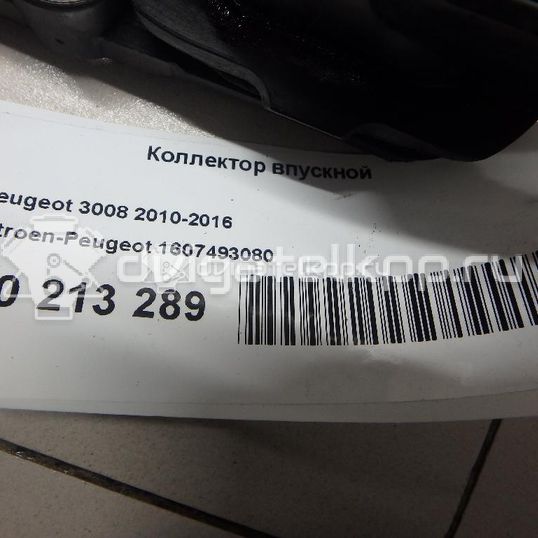 Коллектор впускной
eugeot 3008 2010-2016
troen-Peugeot 1607493080
0 213 289